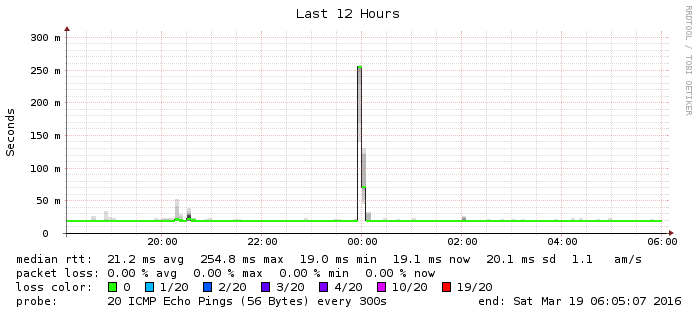 Last 12 Hours
RRDTOOL / TOBI OETIKER
Seconds
300 m
250 m
200 m
150 m
100 m
50 m
0
20:00 22:00 00:00 02:00 04:00 06:00
median rtt: 21.2 ms avg 254.8 ms max 19.0 ms min 19.1 ms now 20.1 ms sd 1.1 am/s
packet loss: 0.00 % avg 0.00 % max 0.00 % min 0.00 % now
loss color: 0 1/20 2/20 3/20 4/20 10/20 19/20
probe: 20 ICMP Echo Pings (56 Bytes) every 300s end: Sat Mar 19 06:05:07 2016